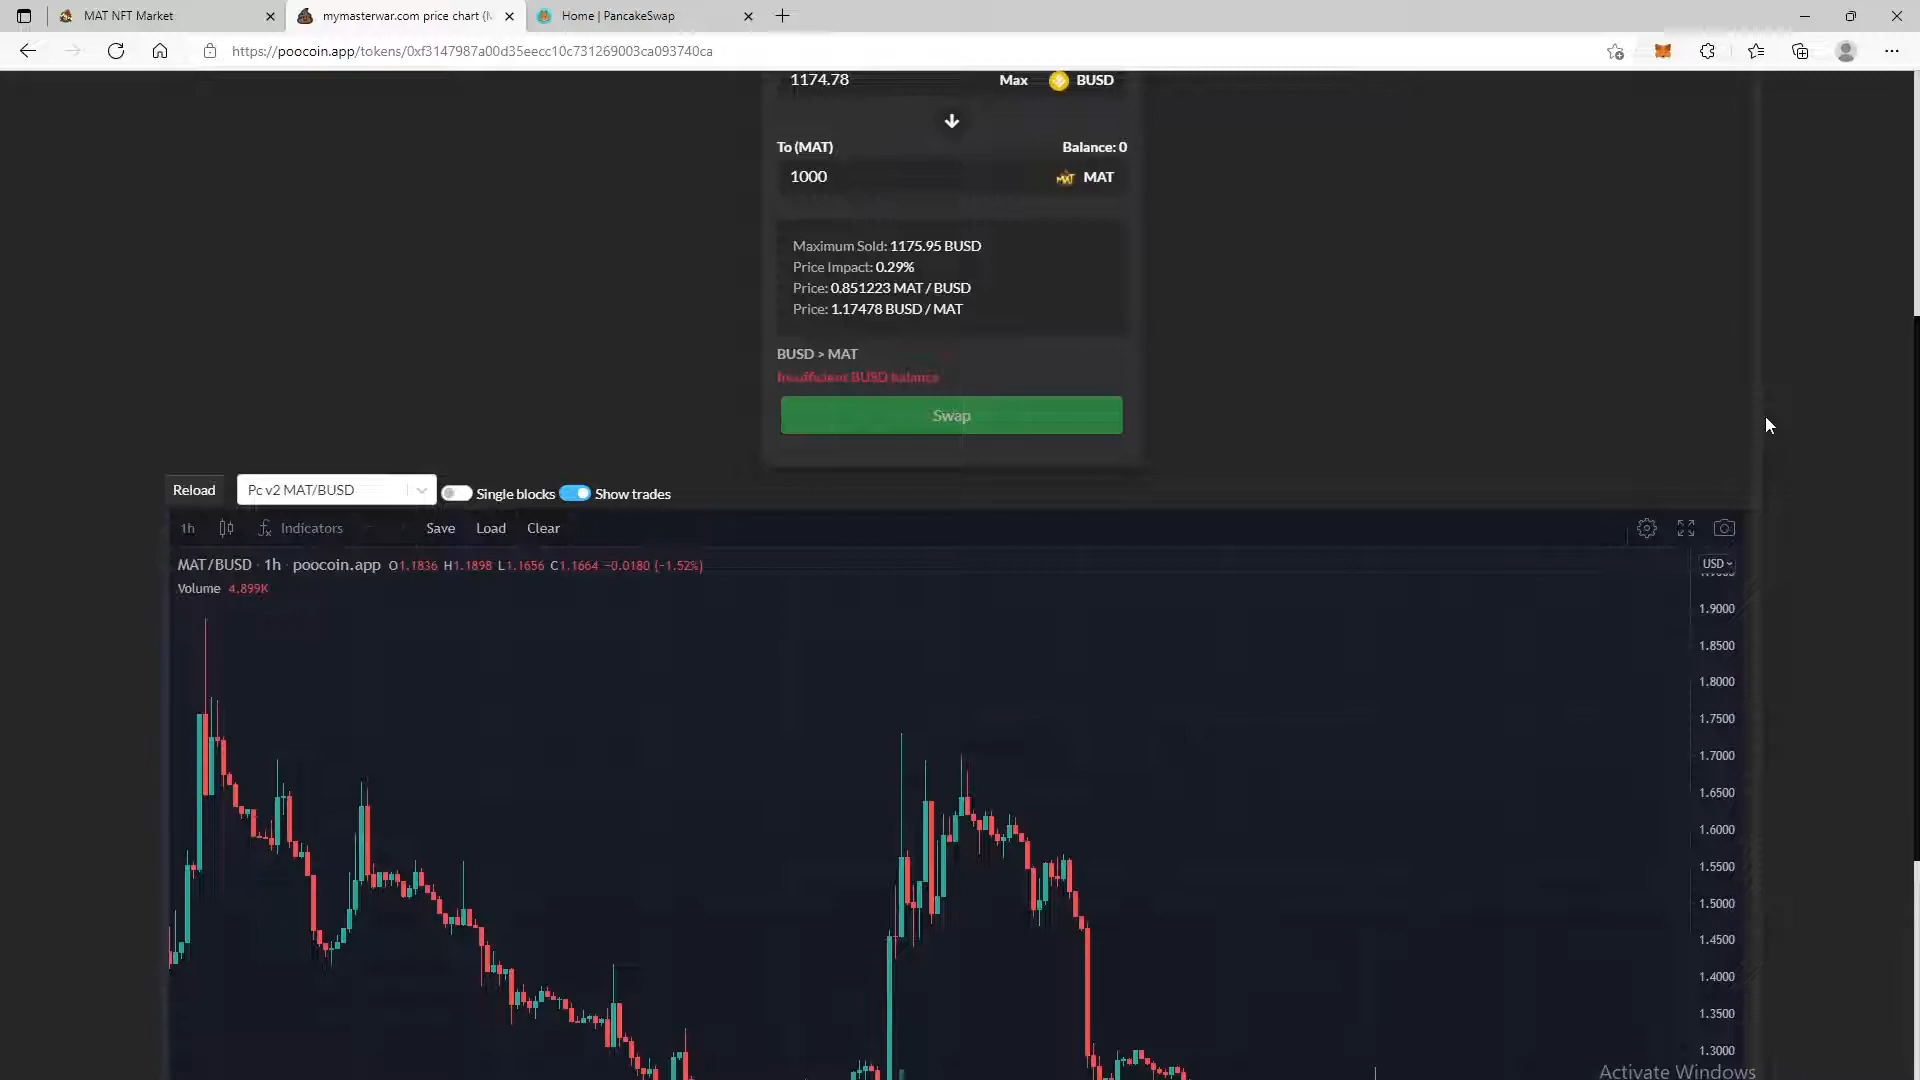 MAT NFT Market
mymasterwar.com price chart (M
Home | PancakeSwap
https://poocoin.app/tokens/0xf3147987a00d35eecc10c731269003ca093740ca
1174.78 Max BUSD
To (MAT) Balance: 0
1000 MAT
Maximum Sold: 1175.95 BUSD
Price Impact: 0.29%
Price: 0.851223 MAT / BUSD
Price: 1.17478 BUSD / MAT
BUSD > MAT
Insufficient BUSD balance
Swap
Reload Pc v2 MAT/BUSD Single blocks Show trades
1h Indicators Save Load Clear
MAT/BUSD · 1h · poocoin.app O1.1836 H1.1898 L1.1656 C1.1664 −0.0180 (−1.52%)
USD
Volume 4.899K
1.9000
1.8500
1.8000
1.7500
1.7000
1.6500
1.6000
1.5500
1.5000
1.4500
1.4000
1.3500
1.3000
Activate Windows